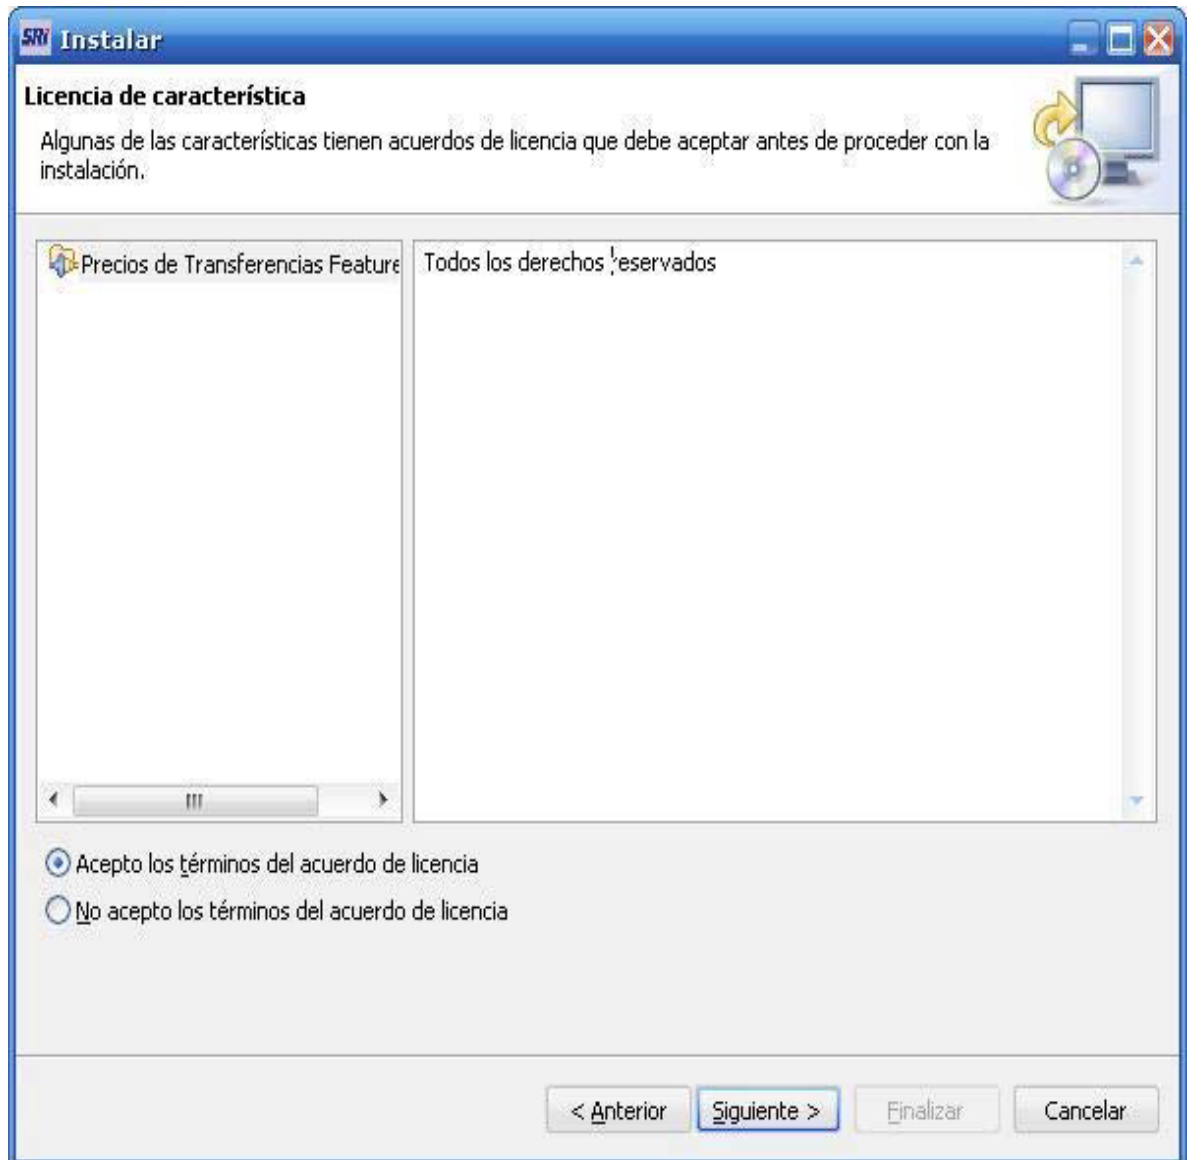 SRi Instalar
Licencia de característica
Algunas de las características tienen acuerdos de licencia que debe aceptar antes de proceder con la
instalación.
Precios de Transferencias Feature
Todos los derechos reservados
Acepto los términos del acuerdo de licencia
No acepto los términos del acuerdo de licencia
< Anterior
Siguiente >
Finalizar
Cancelar